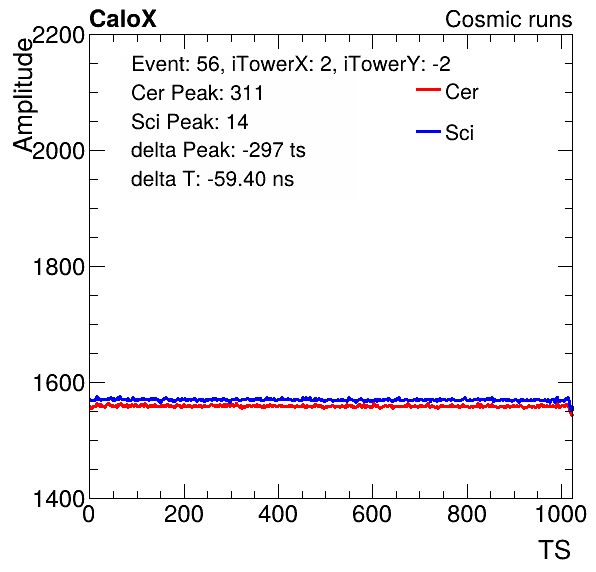 CaloX
Cosmic runs
Amplitude
2200
2000
1800
1600
1400
Event: 56, iTowerX: 2, iTowerY: -2
Cer Peak: 311
Sci Peak: 14
delta Peak: -297 ts
delta T: -59.40 ns
Cer
Sci
0 200 400 600 800 1000
TS